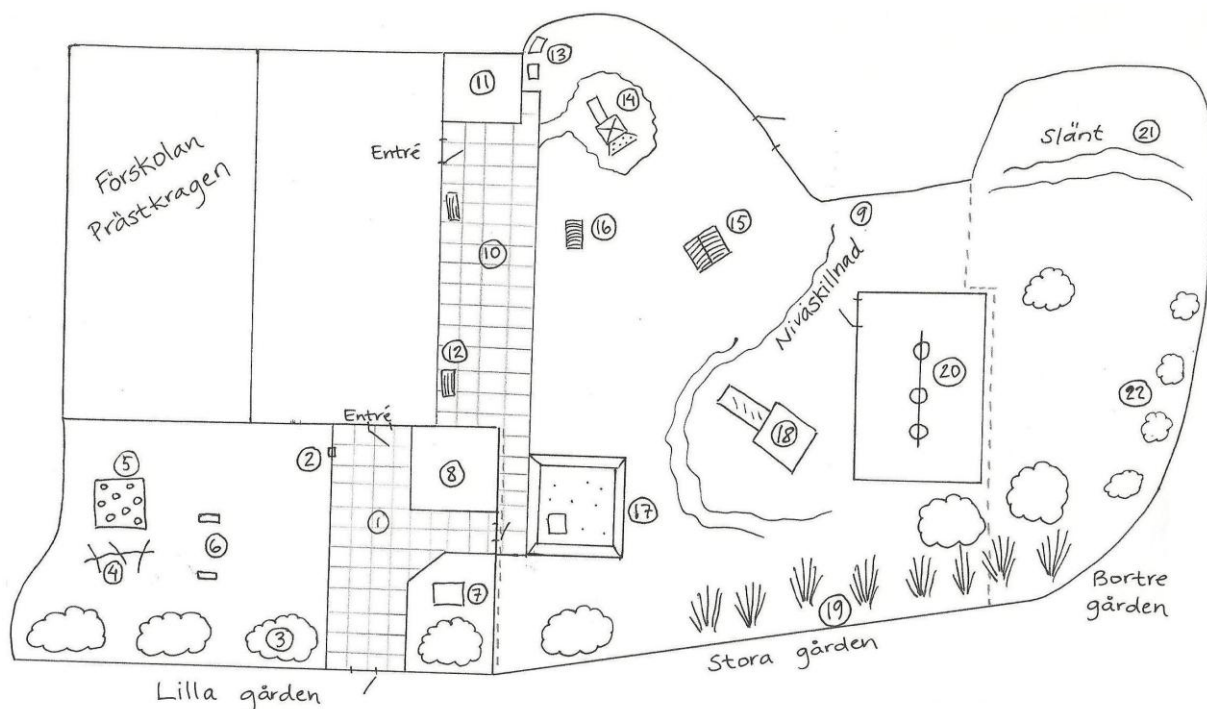 Förskolan
Prästkragen
Entré
Entré
Slänt
Nivåskillnad
Bortre
gården
Stora gården
Lilla gården
1
2
3
4
5
6
7
8
9
10
11
12
13
14
15
16
17
18
19
20
21
22